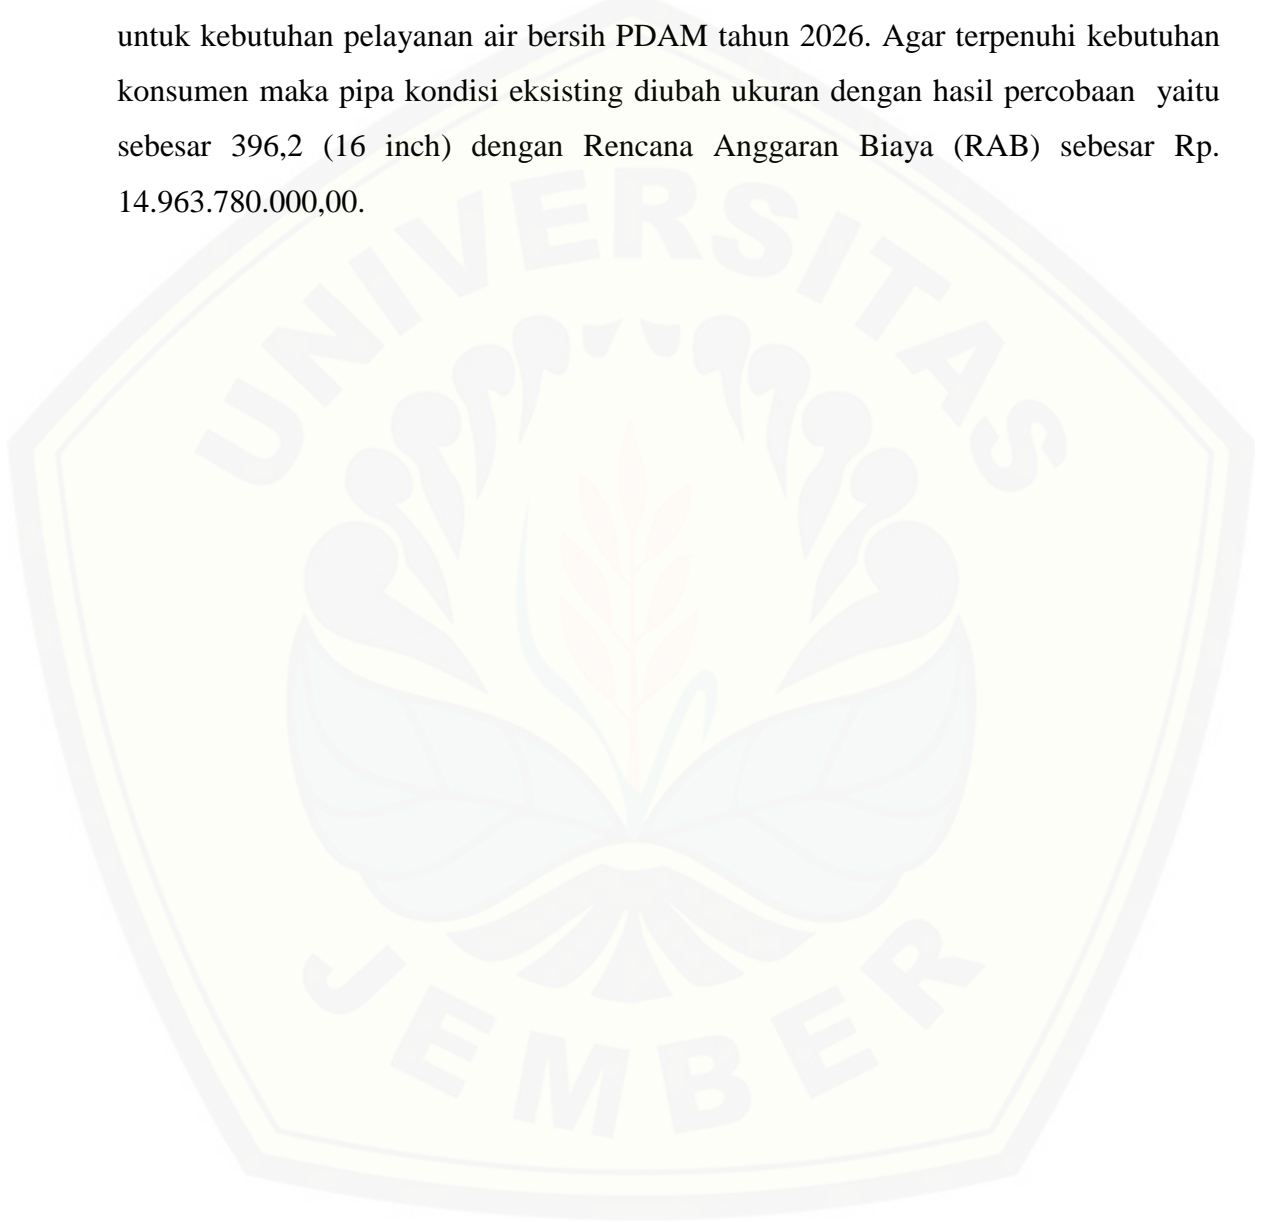 untuk kebutuhan pelayanan air bersih PDAM tahun 2026. Agar terpenuhi kebutuhan
konsumen maka pipa kondisi eksisting diubah ukuran dengan hasil percobaan yaitu
sebesar 396,2 (16 inch) dengan Rencana Anggaran Biaya (RAB) sebesar Rp.
14.963.780.000,00.
UNIVERSITAS
JEMBER